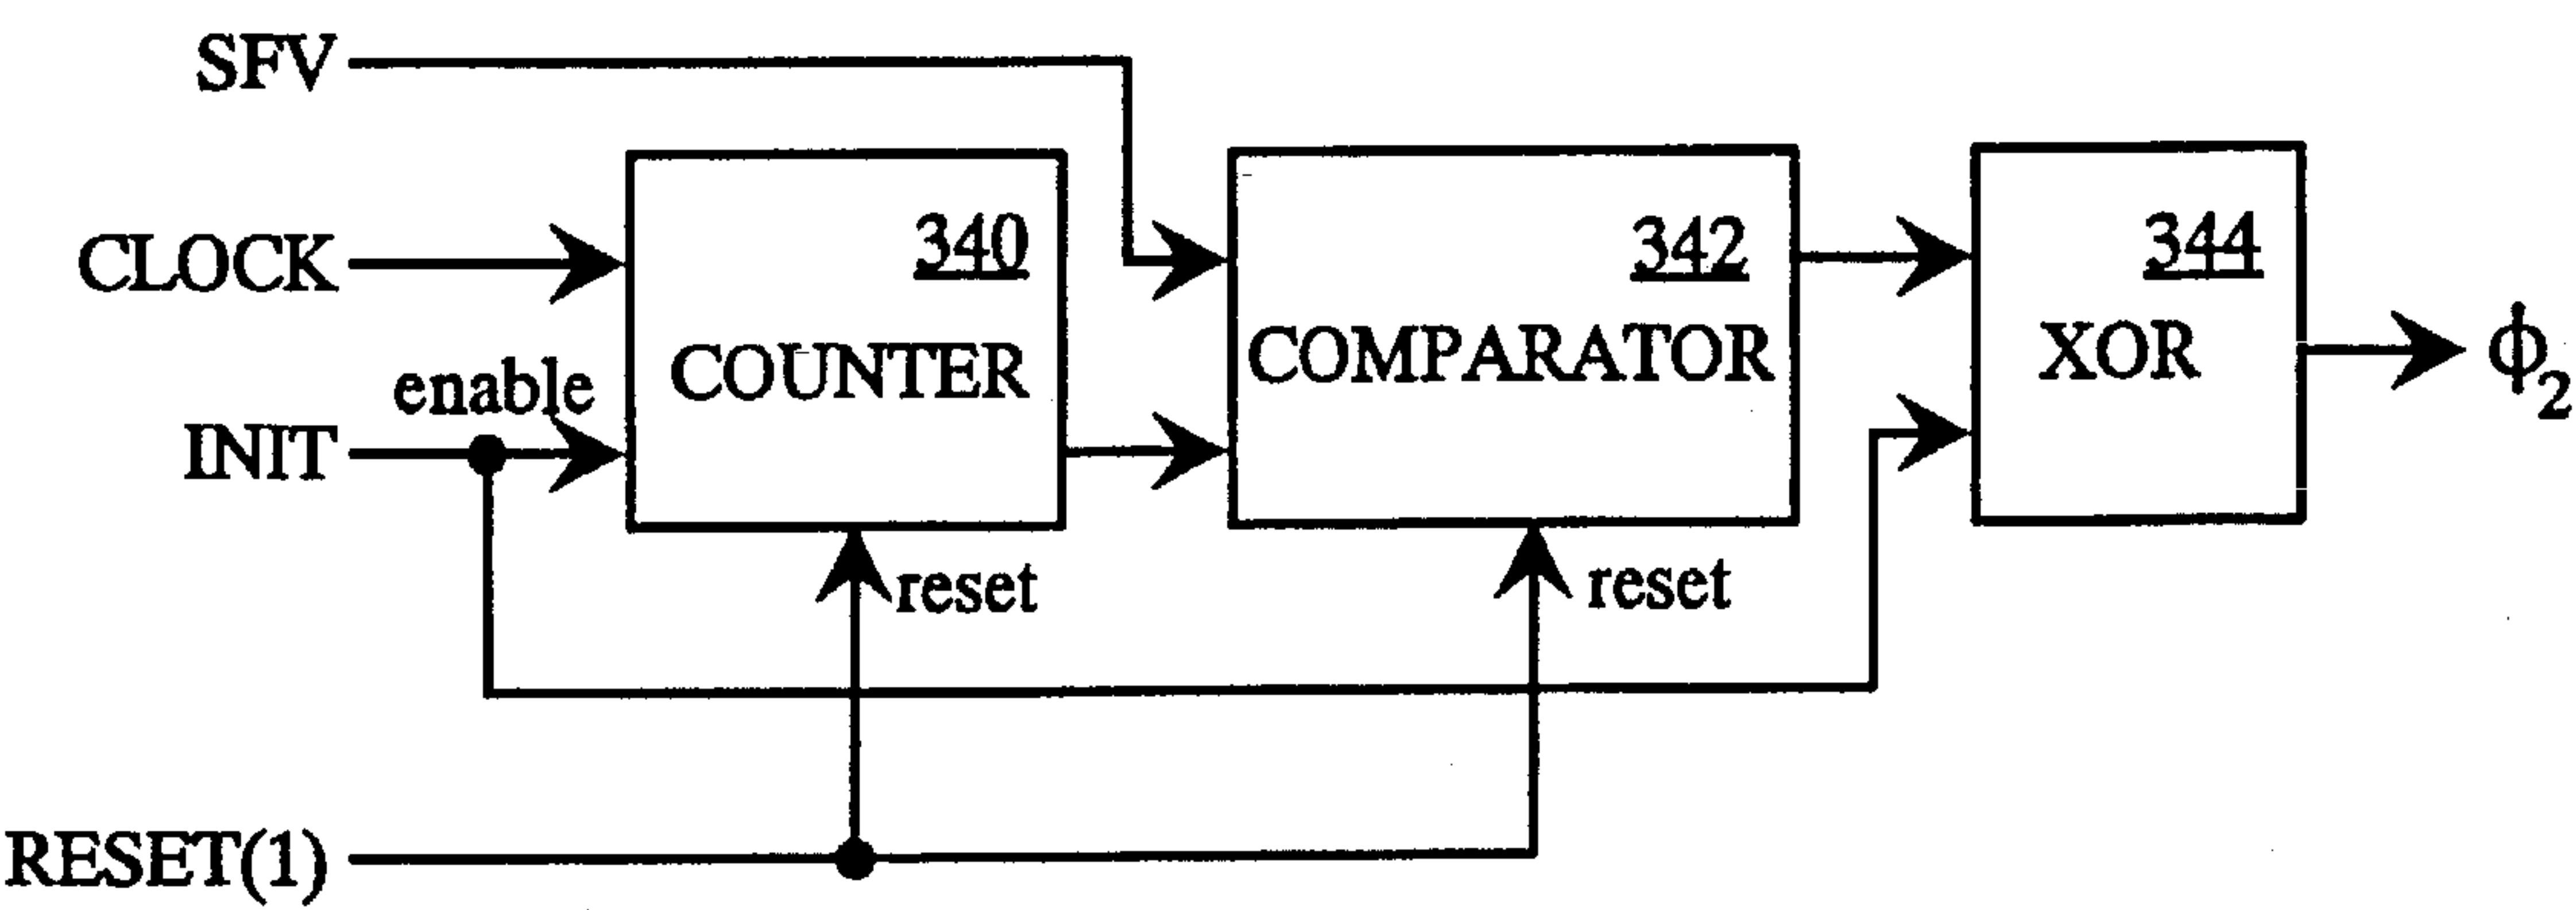 SFV
CLOCK
enable
INIT
340
COUNTER
reset
342
COMPARATOR
reset
344
XOR
ϕ2
RESET(1)